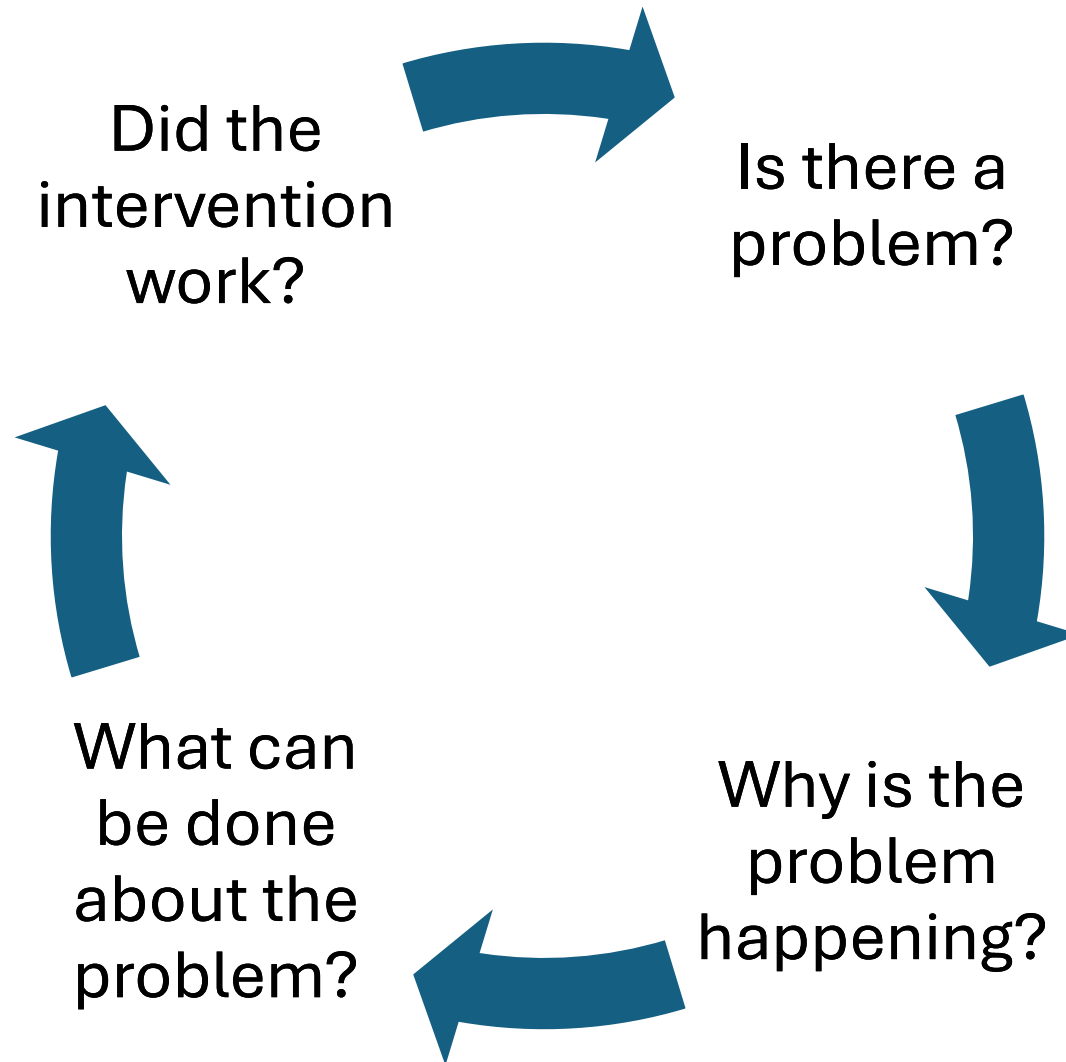 Did the
intervention
work?
Is there a
problem?
Why is the
problem
happening?
What can
be done
about the
problem?